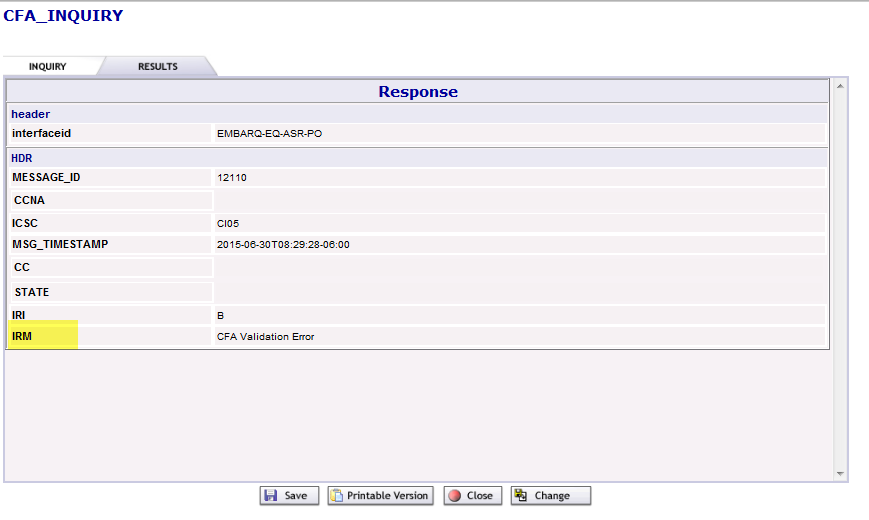 CFA_INQUIRY
INQUIRY RESULTS
Response
header
interfaceid EMBARQ-EQ-ASR-PO
HDR
MESSAGE_ID 12110
CCNA
ICSC CI05
MSG_TIMESTAMP 2015-06-30T08:29:28-06:00
CC
STATE
IRI B
IRM CFA Validation Error
Save Printable Version Close Change